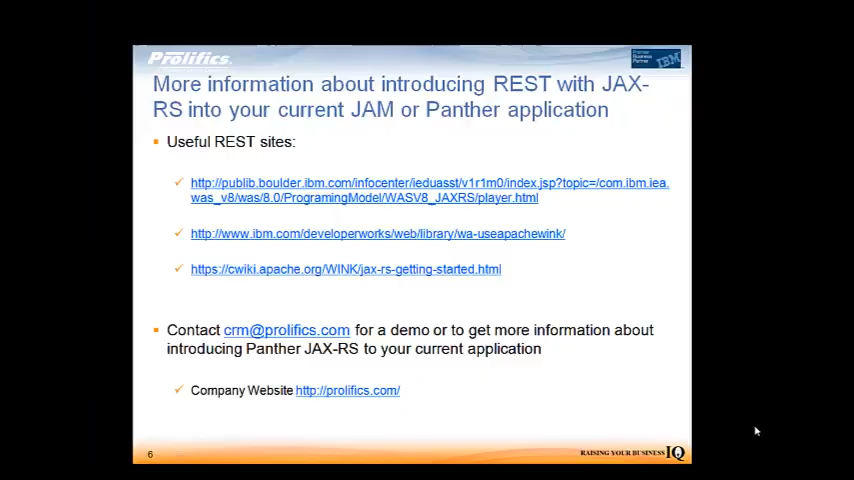 Prolifics.
Premier
Business
Partner
IBM
More information about introducing REST with JAX-
RS into your current JAM or Panther application
Useful REST sites:
http://publib.boulder.ibm.com/infocenter/ieduasst/v1r1m0/index.jsp?topic=/com.ibm.iea.
was_v8/was/8.0/ProgramingModel/WASV8_JAXRS/player.html
http://www.ibm.com/developerworks/web/library/wa-useapachewink/
https://cwiki.apache.org/WINK/jax-rs-getting-started.html
Contact crm@prolifics.com for a demo or to get more information about
introducing Panther JAX-RS to your current application
Company Website http://prolifics.com/
6
RAISING YOUR BUSINESS IQ